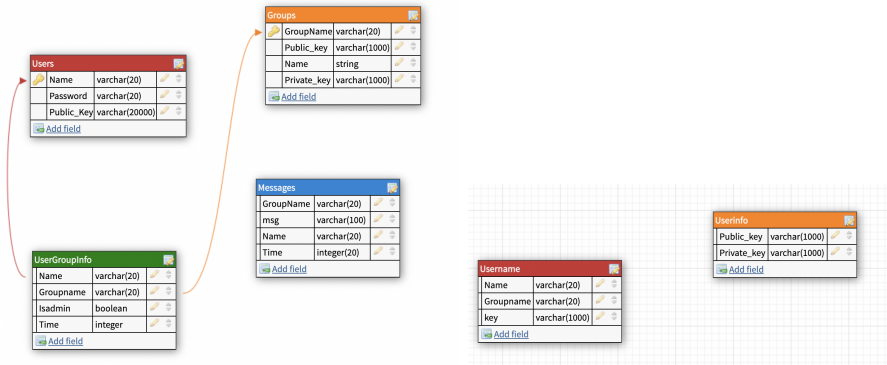 Groups
GroupName varchar(20)
Public_key varchar(1000)
Name string
Private_key varchar(1000)
Add field
Users
Name varchar(20)
Password varchar(20)
Public_Key varchar(20000)
Add field
Messages
GroupName varchar(20)
msg varchar(100)
Name varchar(20)
Time integer(20)
Add field
UserGroupInfo
Name varchar(20)
Groupname varchar(20)
Isadmin boolean
Time integer
Add field
Username
Name varchar(20)
Groupname varchar(20)
key varchar(1000)
Add field
Userinfo
Public_key varchar(1000)
Private_key varchar(1000)
Add field